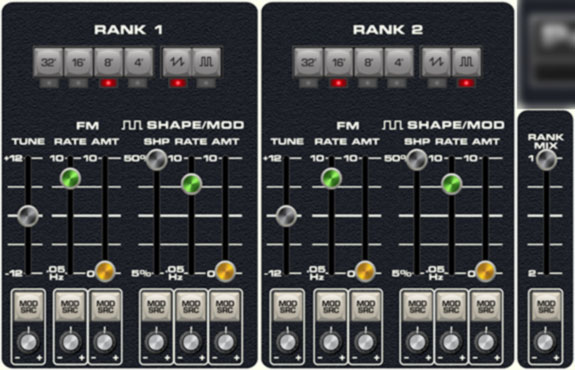 RANK 1
32' 16' 8' 4'
FM SHAPE/MOD
TUNE RATE AMT SHP RATE AMT
+12 10 10 50% 10 10
-12 .05 Hz 0 5% .05 Hz 0
MOD SRC MOD SRC MOD SRC MOD SRC MOD SRC MOD SRC
- + - + - + - + - + - +
RANK 2
32' 16' 8' 4'
FM SHAPE/MOD
TUNE RATE AMT SHP RATE AMT
+12 10 10 50% 10 10
-12 .05 Hz 0 5% .05 Hz 0
MOD SRC MOD SRC MOD SRC MOD SRC MOD SRC MOD SRC
- + - + - + - + - + - +
RANK
MIX
1
2
MOD
SRC
- +